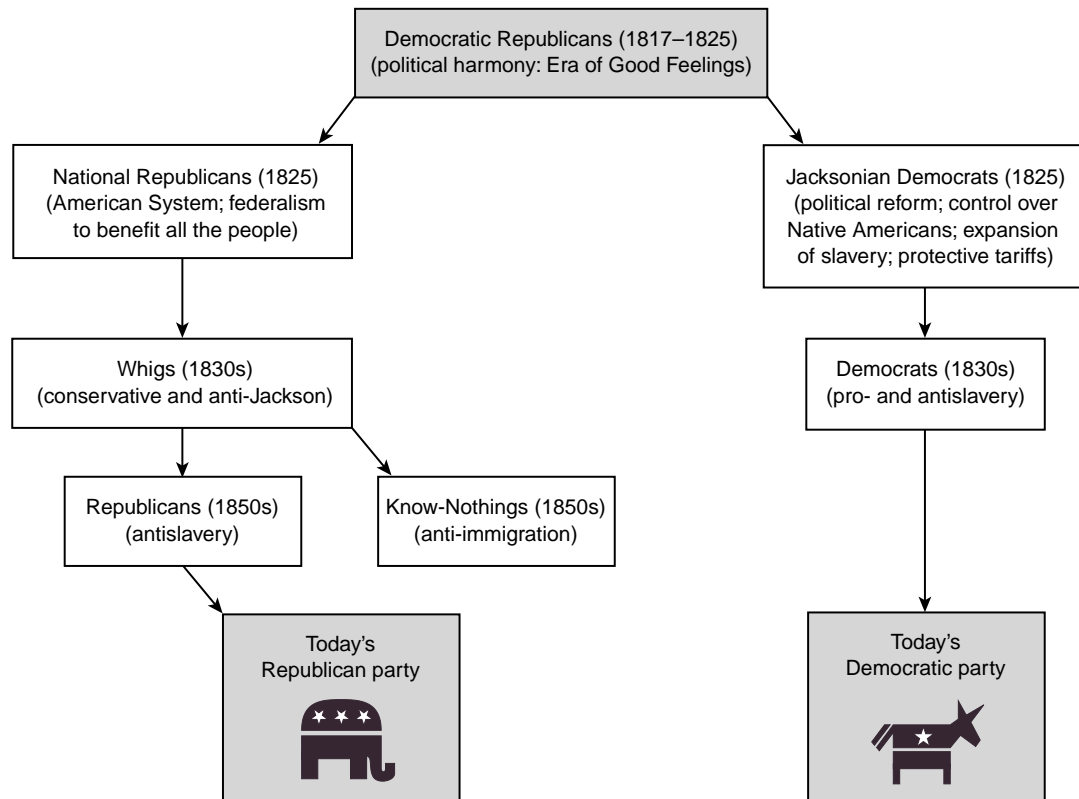 Democratic Republicans (1817–1825)
(political harmony: Era of Good Feelings)
National Republicans (1825)
(American System; federalism
to benefit all the people)
Jacksonian Democrats (1825)
(political reform; control over
Native Americans; expansion
of slavery; protective tariffs)
Whigs (1830s)
(conservative and anti-Jackson)
Democrats (1830s)
(pro- and antislavery)
Republicans (1850s)
(antislavery)
Know-Nothings (1850s)
(anti-immigration)
Today’s
Republican party
Today’s
Democratic party